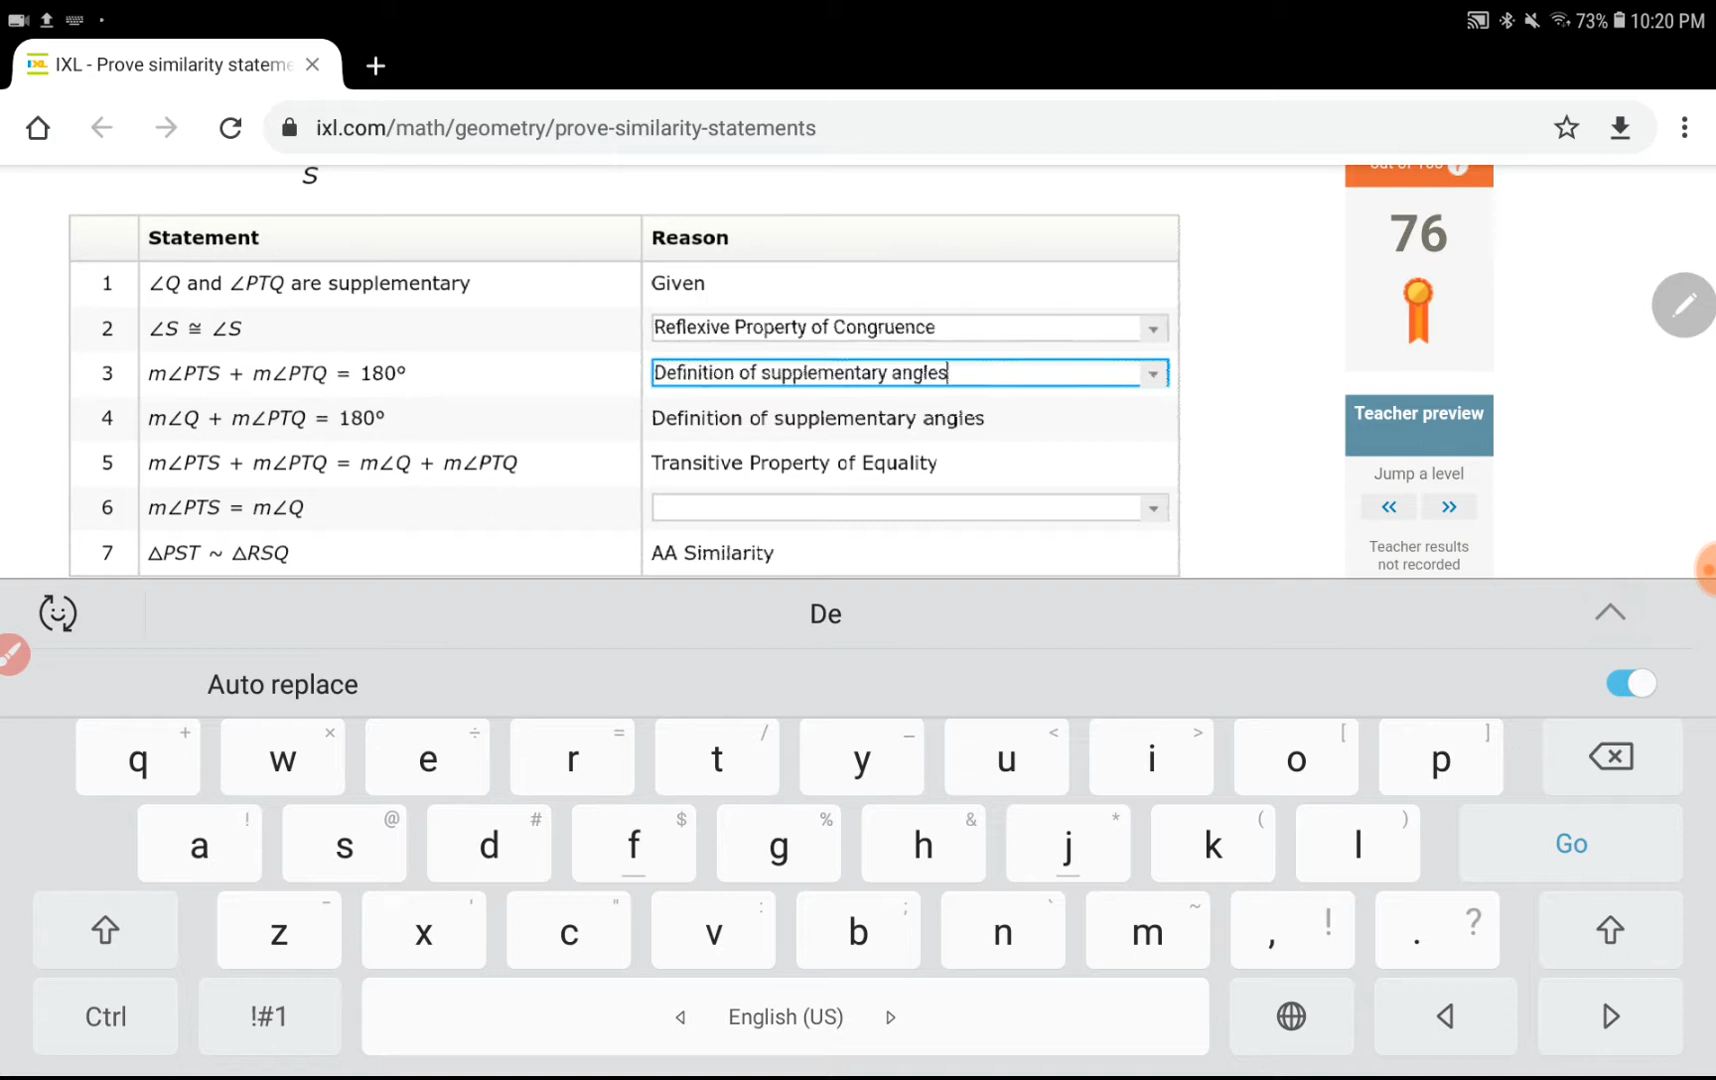 73% 10:20 PM
IXL - Prove similarity stateme
ixl.com/math/geometry/prove-similarity-statements
S
Statement Reason
1 ∠Q and ∠PTQ are supplementary Given
2 ∠S ≅ ∠S Reflexive Property of Congruence
3 m∠PTS + m∠PTQ = 180° Definition of supplementary angles
4 m∠Q + m∠PTQ = 180° Definition of supplementary angles
5 m∠PTS + m∠PTQ = m∠Q + m∠PTQ Transitive Property of Equality
6 m∠PTS = m∠Q
7 △PST ~ △RSQ AA Similarity
76
Teacher preview
Jump a level
« »
Teacher results
not recorded
De
Auto replace
+ × ÷ = / _ < > [ ]
q w e r t y u i o p
! @ # $ % & * ( )
a s d f g h j k l Go
- ' " : ; ` ~ ! ?
z x c v b n m , .
Ctrl !#1 English (US)